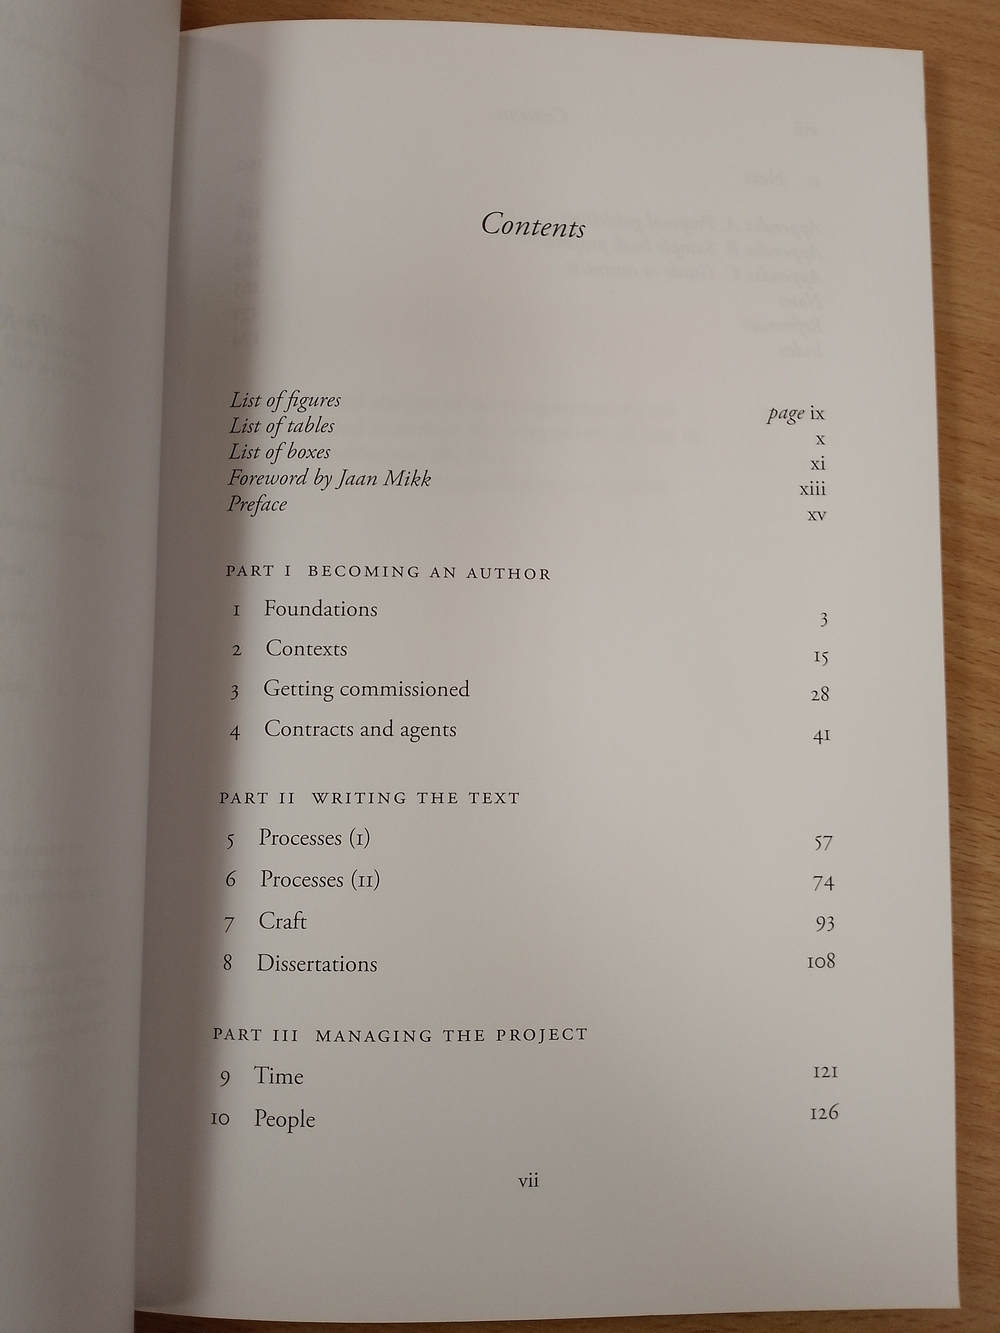 Contents
List of figures page ix
List of tables x
List of boxes xi
Foreword by Jaan Mikk xiii
Preface xv
PART I BECOMING AN AUTHOR
1 Foundations 3
2 Contexts 15
3 Getting commissioned 28
4 Contracts and agents 41
PART II WRITING THE TEXT
5 Processes (I) 57
6 Processes (II) 74
7 Craft 93
8 Dissertations 108
PART III MANAGING THE PROJECT
9 Time 121
10 People 126
vii